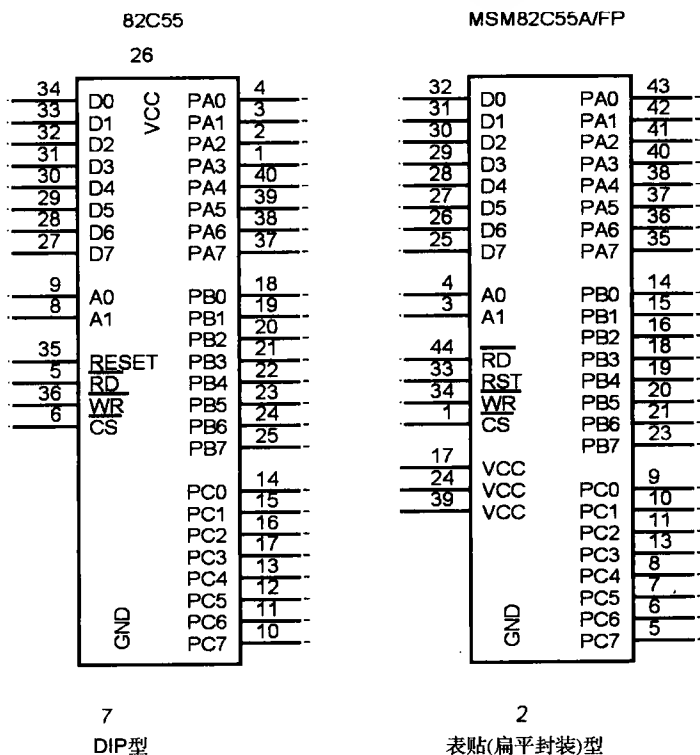 82C55
26
34 D0 VCC PA0 4
33 D1 PA1 3
32 D2 PA2 2
31 D3 PA3 1
30 D4 PA4 40
29 D5 PA5 39
28 D6 PA6 38
27 D7 PA7 37
9 A0 PB0 18
8 A1 PB1 19
PB2 20
35 RESET PB3 21
5 RD PB4 22
36 WR PB5 23
6 CS PB6 24
PB7 25
PC0 14
PC1 15
PC2 16
PC3 17
PC4 13
PC5 12
GND PC6 11
PC7 10
7
DIP型
MSM82C55A/FP
32 D0 PA0 43
31 D1 PA1 42
30 D2 PA2 41
29 D3 PA3 40
28 D4 PA4 38
27 D5 PA5 37
26 D6 PA6 36
25 D7 PA7 35
4 A0 PB0 14
3 A1 PB1 15
PB2 16
44 RD PB3 18
33 RST PB4 19
34 WR PB5 20
1 CS PB6 21
PB7 23
17 VCC
24 VCC PC0 9
39 VCC PC1 10
PC2 11
PC3 13
PC4 8
PC5 7
GND PC6 6
PC7 5
2
表贴(扁平封装)型